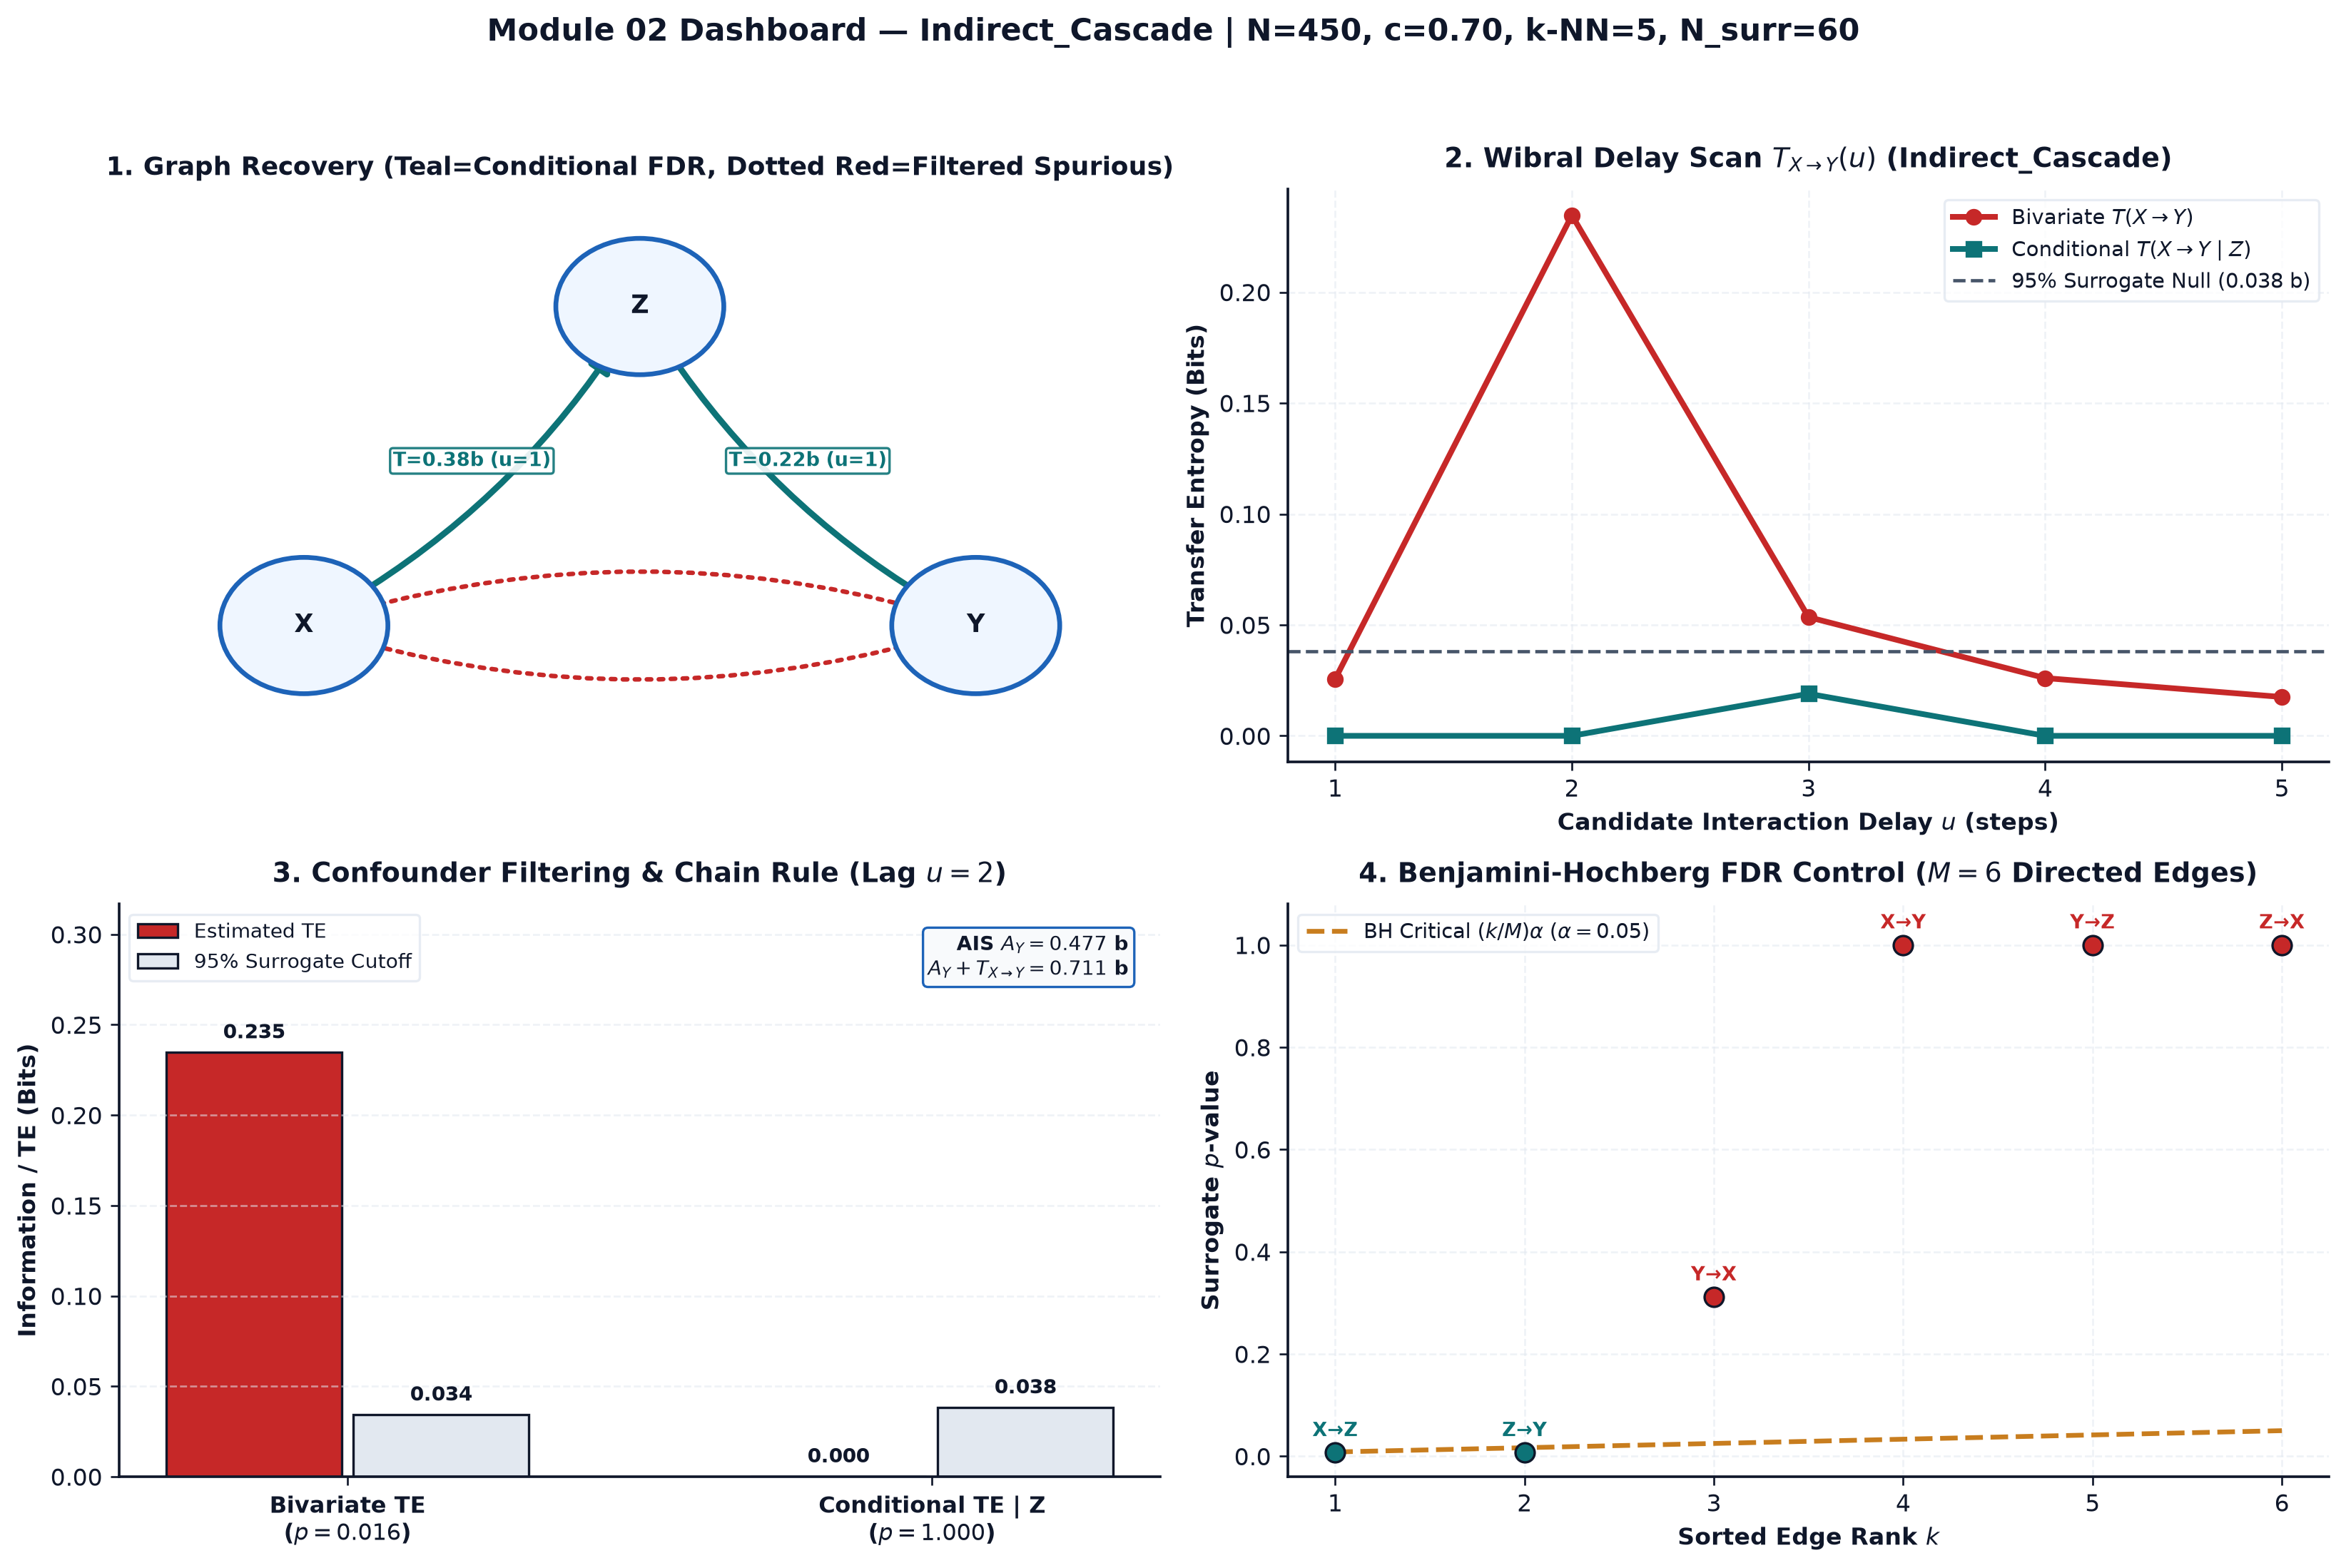 Module 02 Dashboard — Indirect_Cascade | N=450, c=0.70, k-NN=5, N_surr=60
1. Graph Recovery (Teal=Conditional FDR, Dotted Red=Filtered Spurious)
Z
T=0.38b (u=1)
T=0.22b (u=1)
X
Y
2. Wibral Delay Scan T_{X→Y}(u) (Indirect_Cascade)
Bivariate T(X→Y)
Conditional T(X→Y | Z)
95% Surrogate Null (0.038 b)
Transfer Entropy (Bits)
0.20
0.15
0.10
0.05
0.00
1 2 3 4 5
Candidate Interaction Delay u (steps)
3. Confounder Filtering & Chain Rule (Lag u = 2)
Estimated TE
95% Surrogate Cutoff
AIS A_Y = 0.477 b
A_Y + T_{X→Y} = 0.711 b
Information / TE (Bits)
0.30
0.25
0.20
0.15
0.10
0.05
0.00
0.235
0.034
0.000
0.038
Bivariate TE
(p = 0.016)
Conditional TE | Z
(p = 1.000)
4. Benjamini-Hochberg FDR Control (M = 6 Directed Edges)
BH Critical (k/M)α (α = 0.05)
Surrogate p-value
1.0
0.8
0.6
0.4
0.2
0.0
X→Z
Z→Y
Y→X
X→Y
Y→Z
Z→X
1 2 3 4 5 6
Sorted Edge Rank k